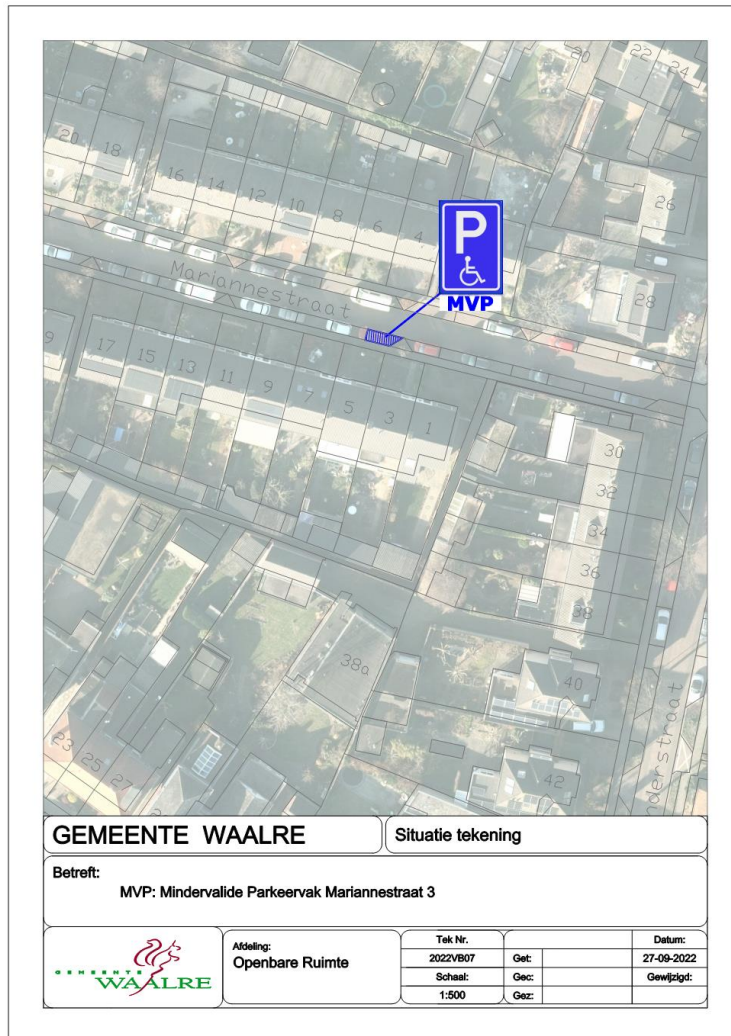 20
22
24
20
18
16
14
12
10
8
6
4
26
P
MVP
28
Mariannestraat
9
17
15
13
11
9
7
5
3
1
30
32
34
36
38
38a
40
42
23
25
27
nderstraat
GEMEENTE WAALRE
Situatie tekening
Betreft:
MVP: Mindervalide Parkeervak Mariannestraat 3
GEMEENTE
WAALRE
Afdeling:
Openbare Ruimte
Tek Nr.
Datum:
2022VB07
Get:
27-09-2022
Schaal:
Gec:
Gewijzigd:
1:500
Gez: